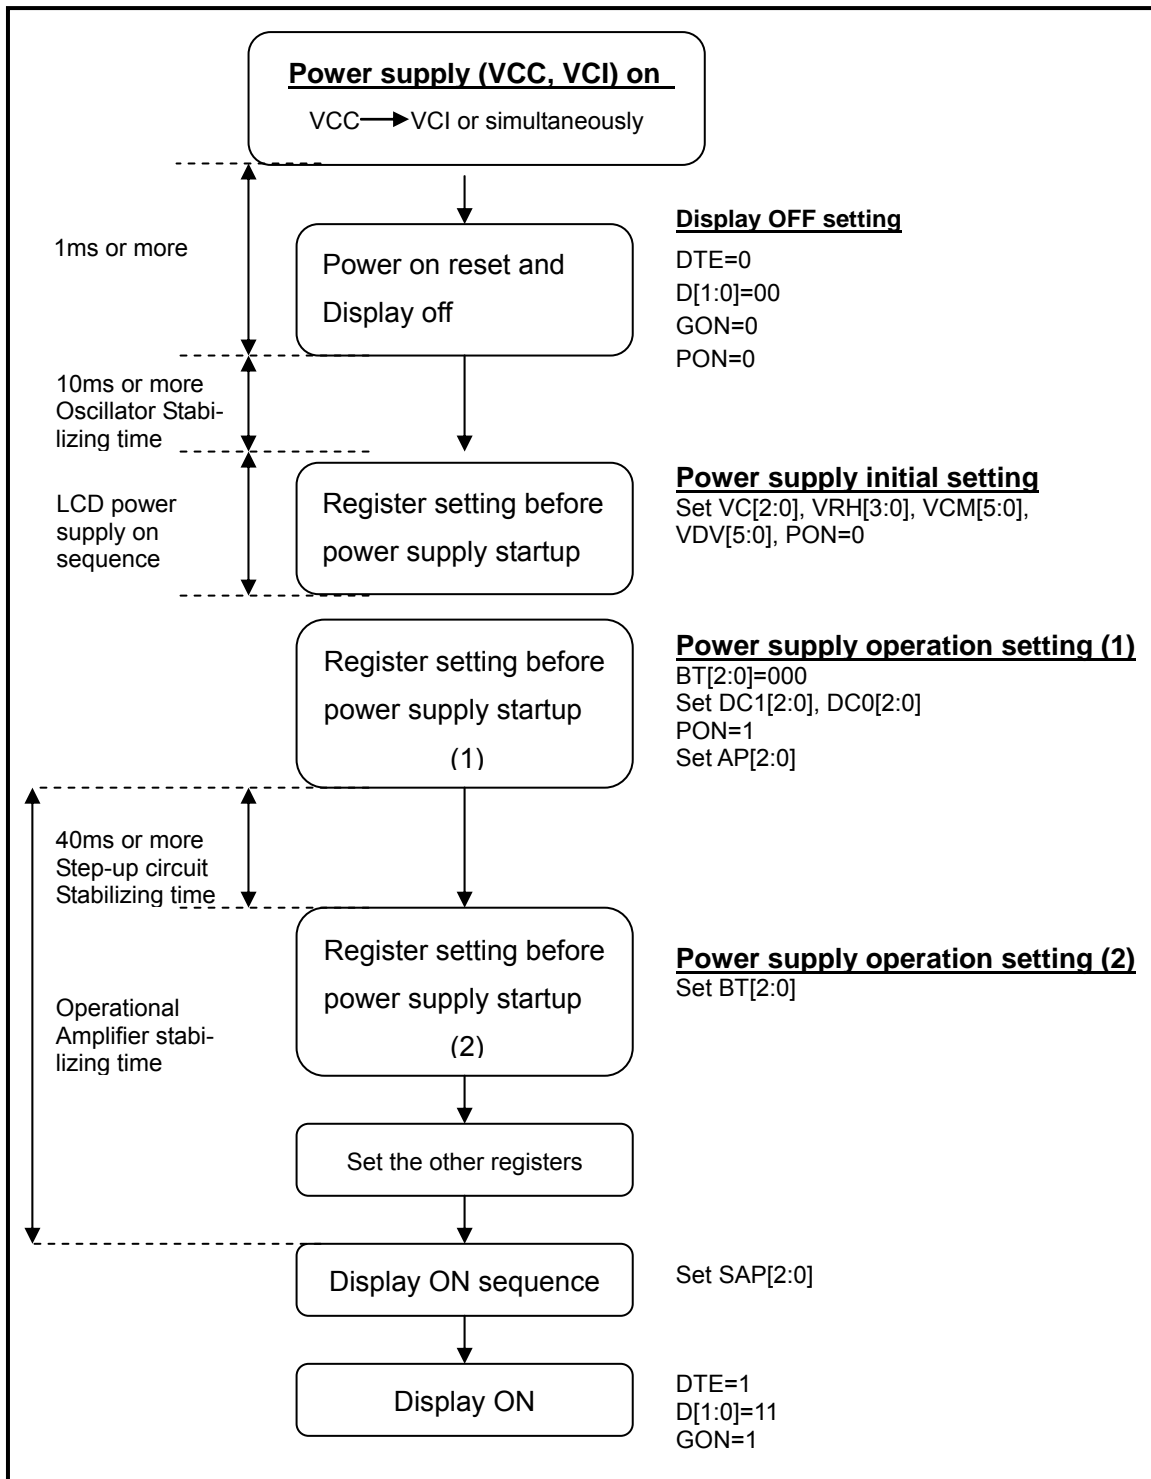 Power supply (VCC, VCI) on
VCC VCI or simultaneously
1ms or more
Power on reset and
Display off
Display OFF setting
DTE=0
D[1:0]=00
GON=0
PON=0
10ms or more
Oscillator Stabi-
lizing time
LCD power
supply on
sequence
Register setting before
power supply startup
Power supply initial setting
Set VC[2:0], VRH[3:0], VCM[5:0],
VDV[5:0], PON=0
Register setting before
power supply startup
(1)
Power supply operation setting (1)
BT[2:0]=000
Set DC1[2:0], DC0[2:0]
PON=1
Set AP[2:0]
40ms or more
Step-up circuit
Stabilizing time
Operational
Amplifier stabi-
lizing time
Register setting before
power supply startup
(2)
Power supply operation setting (2)
Set BT[2:0]
Set the other registers
Display ON sequence
Set SAP[2:0]
Display ON
DTE=1
D[1:0]=11
GON=1